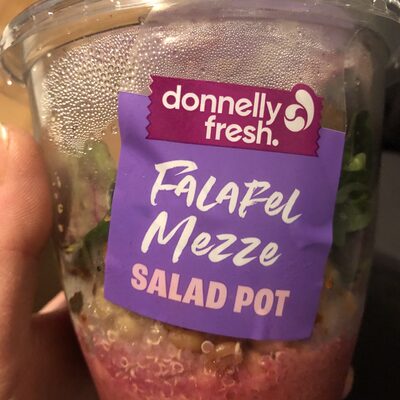 donnelly
fresh.
FALAFEL
Mezze
SALAD POT